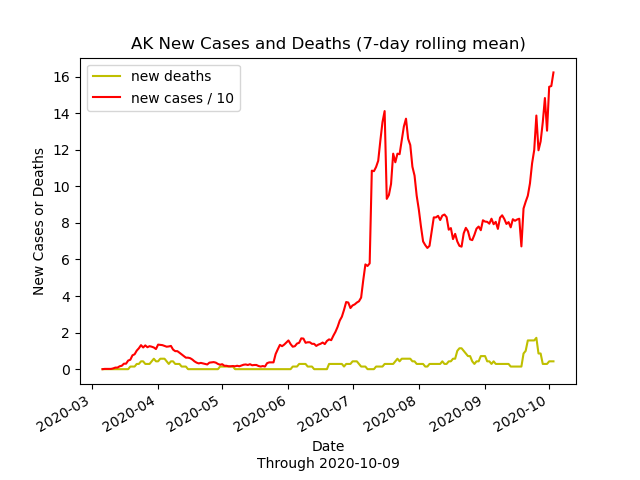 AK New Cases and Deaths (7-day rolling mean)
new deaths
new cases / 10
New Cases or Deaths
16
14
12
10
8
6
4
2
0
2020-03
2020-04
2020-05
2020-06
2020-07
2020-08
2020-09
2020-10
Date
Through 2020-10-09